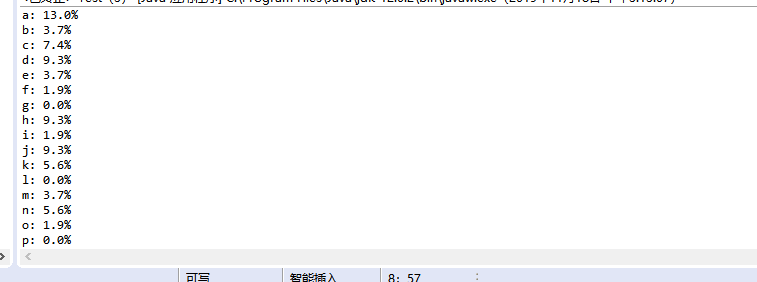 a: 13.0%
b: 3.7%
c: 7.4%
d: 9.3%
e: 3.7%
f: 1.9%
g: 0.0%
h: 9.3%
i: 1.9%
j: 9.3%
k: 5.6%
l: 0.0%
m: 3.7%
n: 5.6%
o: 1.9%
p: 0.0%
可写 智能插入 8: 57